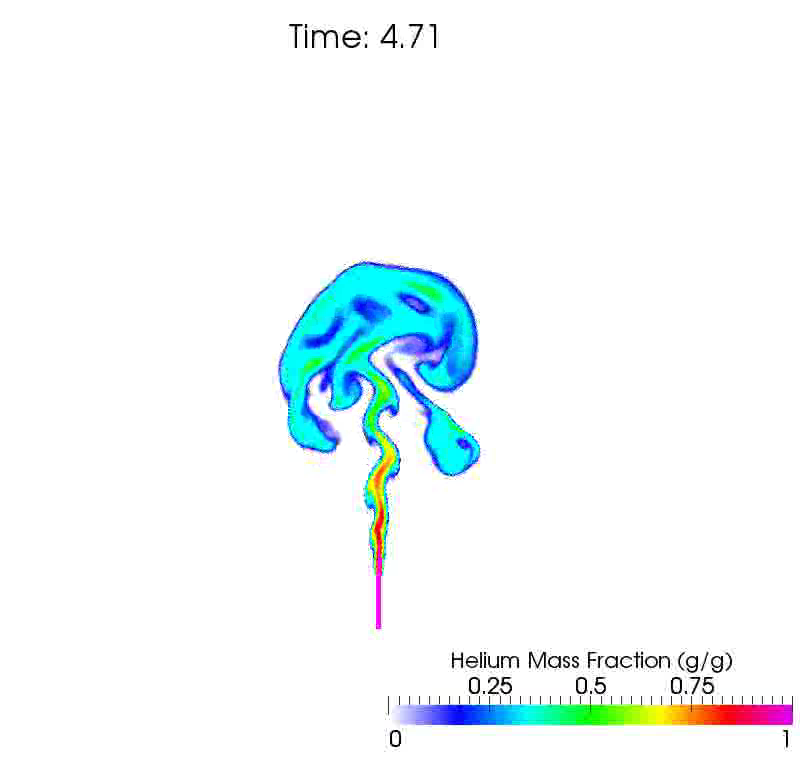 Time: 4.71
Helium Mass Fraction (g/g)
0.25 0.5 0.75
0 1